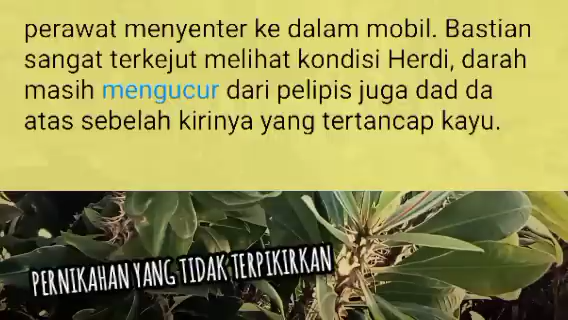 perawat menyenter ke dalam mobil. Bastian
sangat terkejut melihat kondisi Herdi, darah
masih mengucur dari pelipis juga dad da
atas sebelah kirinya yang tertancap kayu.
PERNIKAHAN YANG TIDAK TERPIKIRKAN